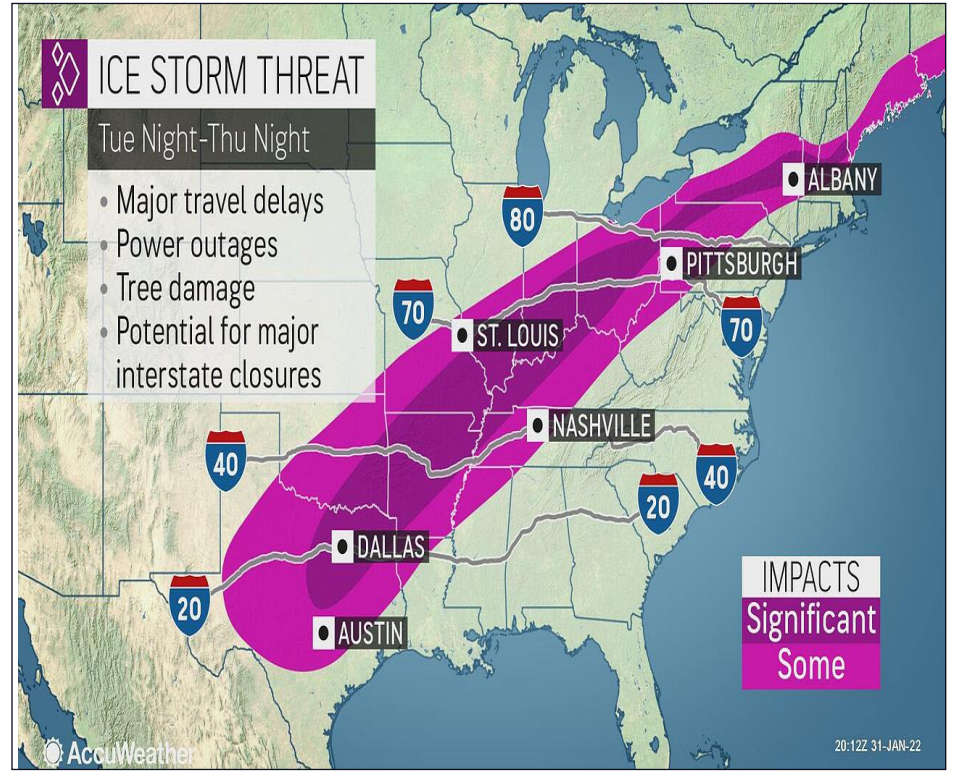 ICE STORM THREAT
Tue Night-Thu Night
• Major travel delays
• Power outages
• Tree damage
• Potential for major
interstate closures
ALBANY
80
PITTSBURGH
70
ST. LOUIS
70
NASHVILLE
40
40
20
DALLAS
20
AUSTIN
IMPACTS
Significant
Some
AccuWeather
20:12Z 31-JAN-22